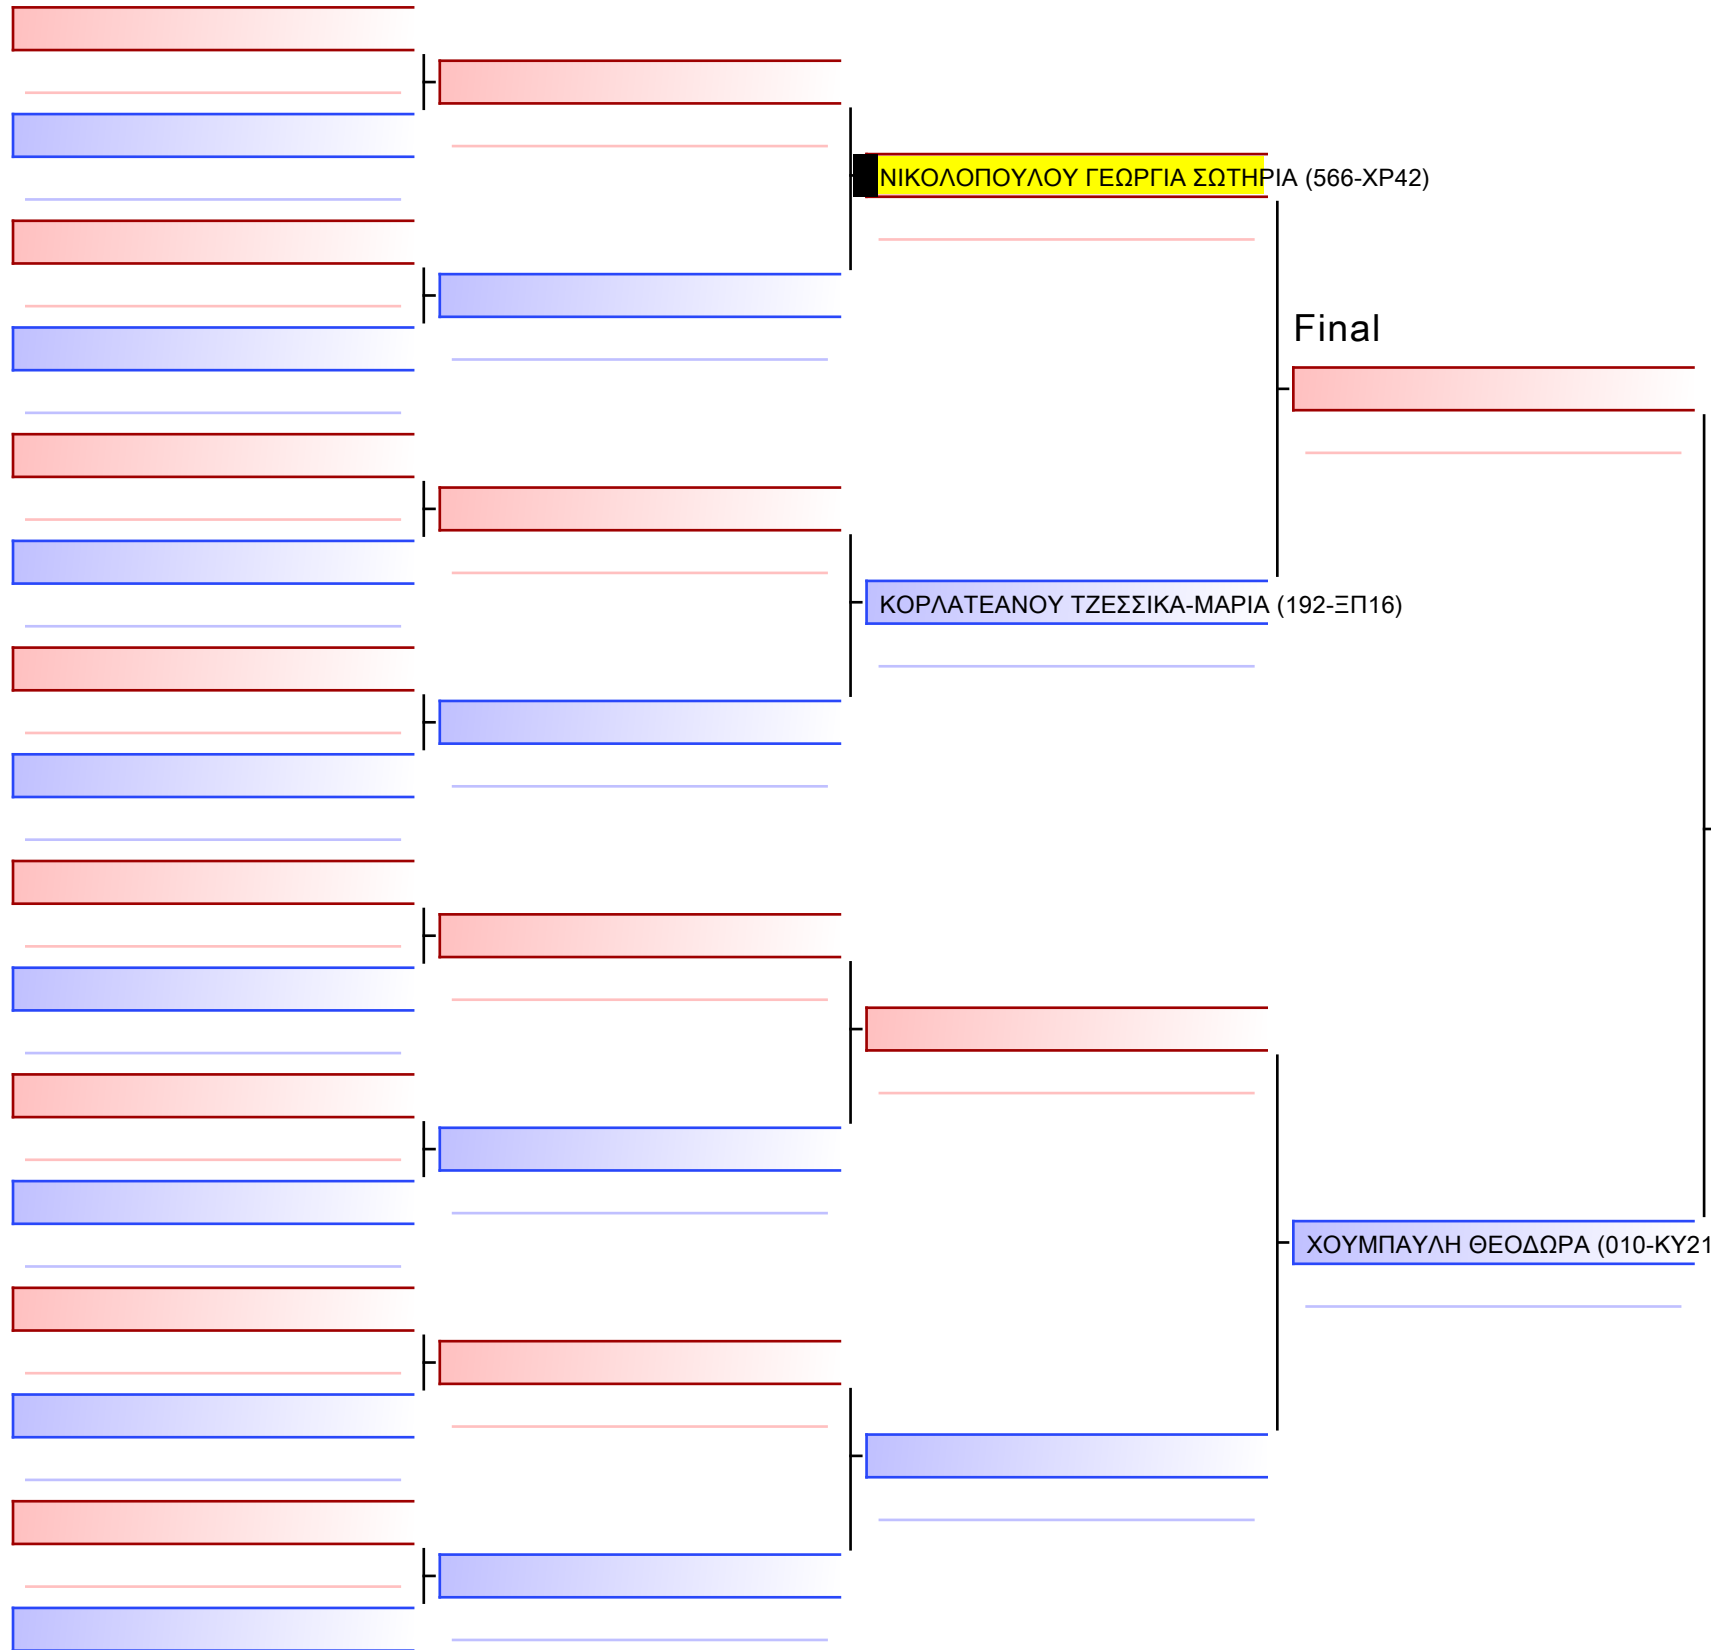 ΝΙΚΟΛΟΠΟΥΛΟΥ ΓΕΩΡΓΙΑ ΣΩΤΗΡΙΑ (566-ΧΡ42)
Final
ΚΟΡΛΑΤΕΑΝΟΥ ΤΖΕΣΣΙΚΑ-ΜΑΡΙΑ (192-ΞΠ16)
ΧΟΥΜΠΑΥΛΗ ΘΕΟΔΩΡΑ (010-ΚΥ21